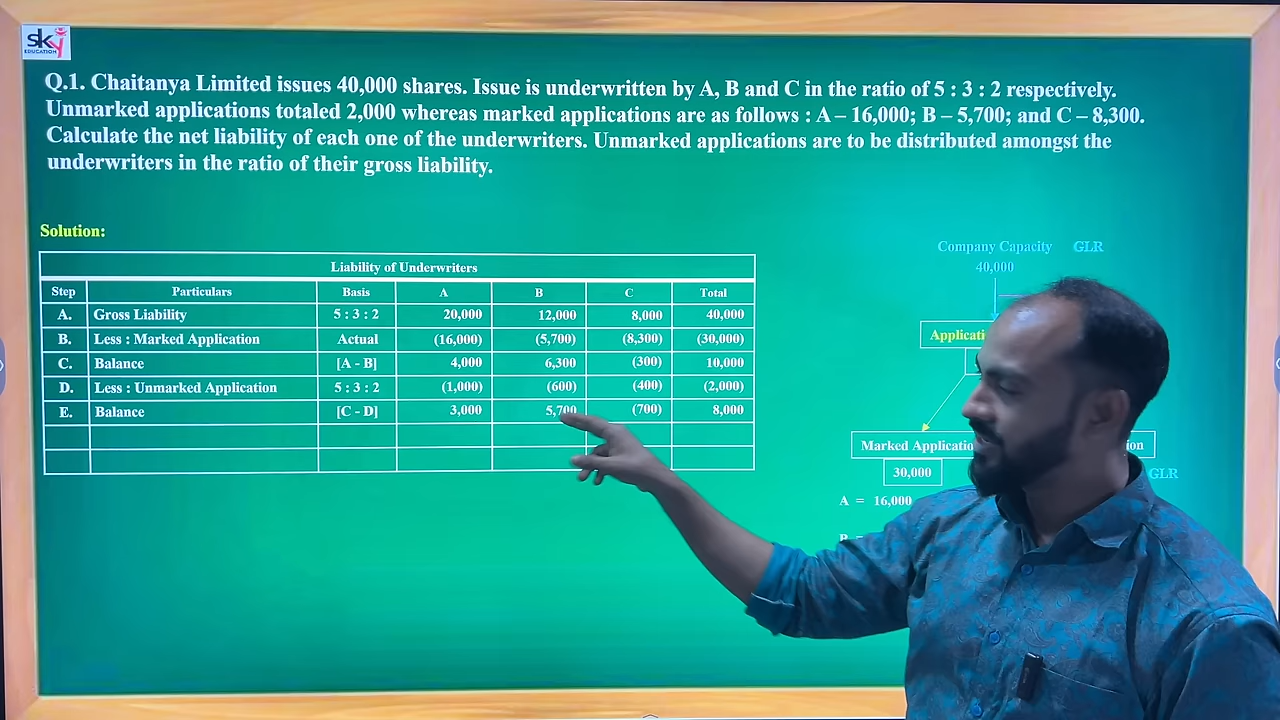 sky
EDUCATION
Q.1. Chaitanya Limited issues 40,000 shares. Issue is underwritten by A, B and C in the ratio of 5 : 3 : 2 respectively.
Unmarked applications totaled 2,000 whereas marked applications are as follows : A – 16,000; B – 5,700; and C – 8,300.
Calculate the net liability of each one of the underwriters. Unmarked applications are to be distributed amongst the
underwriters in the ratio of their gross liability.
Solution:
Liability of Underwriters
Step Particulars Basis A B C Total
A. Gross Liability 5 : 3 : 2 20,000 12,000 8,000 40,000
B. Less : Marked Application Actual (16,000) (5,700) (8,300) (30,000)
C. Balance [A - B] 4,000 6,300 (300) 10,000
D. Less : Unmarked Application 5 : 3 : 2 (1,000) (600) (400) (2,000)
E. Balance [C - D] 3,000 5,700 (700) 8,000
Company Capacity GLR
40,000
Marked
30,000
GLR
A = 16,000